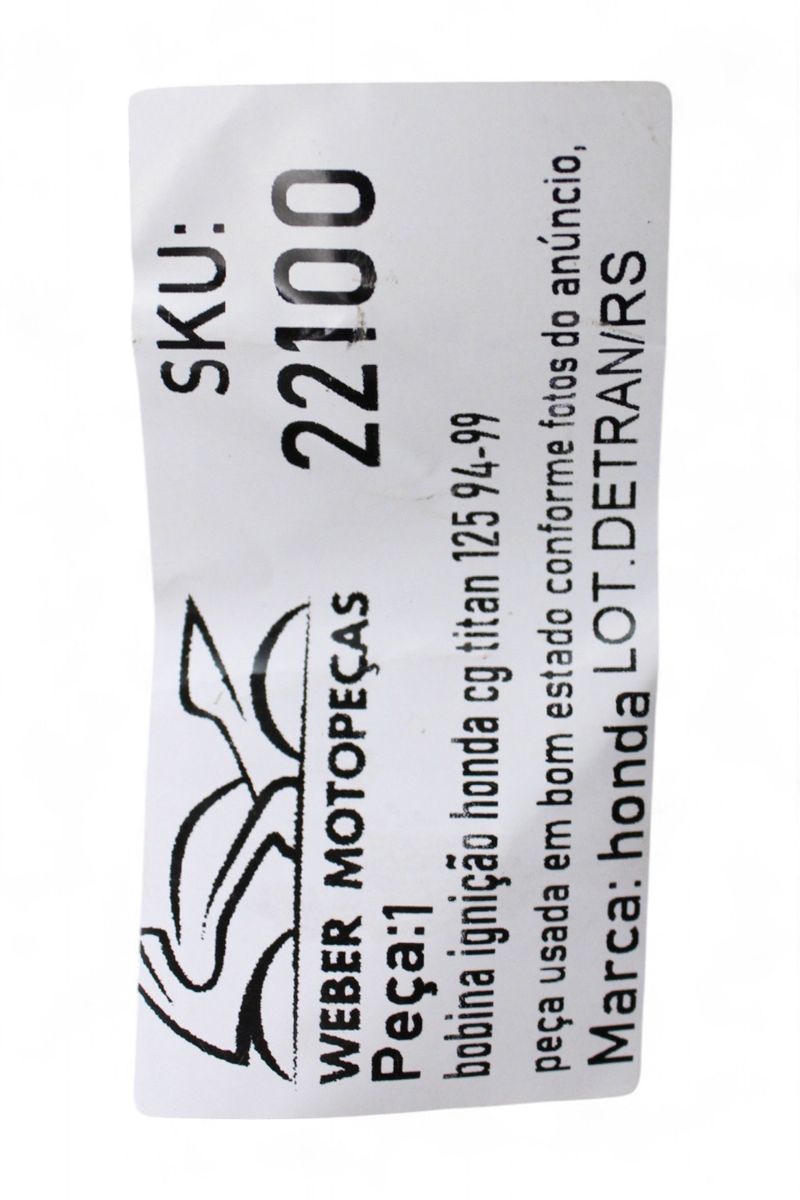 SKU:
22100
WEBER MOTOPEÇAS
Peça:1
bobina ignição honda cg titan 125 94-99
peça usada em bom estado conforme fotos do anúncio,
Marca: honda LOT.DETRAN/RS